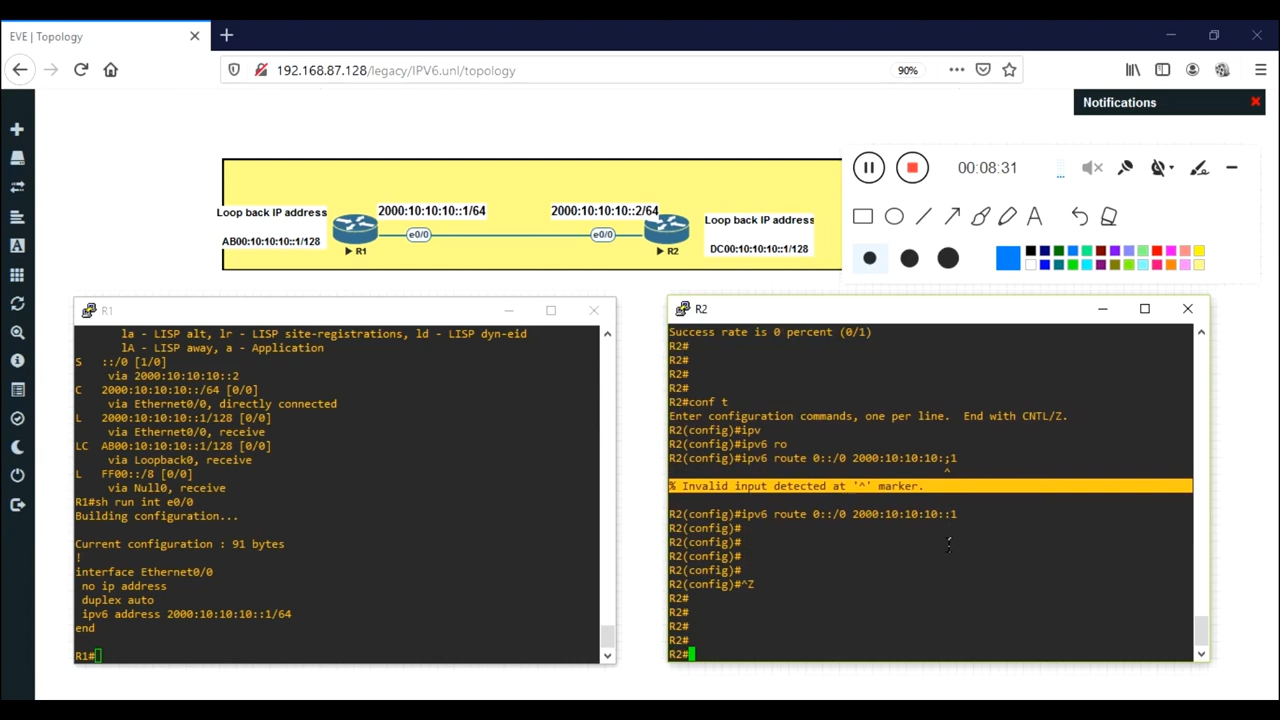 EVE | Topology
192.168.87.128/legacy/IPV6.unl/topology
90%
Notifications
00:08:31
Loop back IP address
2000:10:10:10::1/64
2000:10:10:10::2/64
Loop back IP address
AB00:10:10:10::1/128
e0/0
e0/0
DC00:10:10:10::1/128
R1
R2
A
A
R1
la - LISP alt, lr - LISP site-registrations, ld - LISP dyn-eid
lA - LISP away, a - Application
S   ::/0 [1/0]
via 2000:10:10:10::2
C   2000:10:10:10::/64 [0/0]
via Ethernet0/0, directly connected
L   2000:10:10:10::1/128 [0/0]
via Ethernet0/0, receive
LC  AB00:10:10:10::1/128 [0/0]
via Loopback0, receive
L   FF00::/8 [0/0]
via Null0, receive
R1#sh run int e0/0
Building configuration...
Current configuration : 91 bytes
!
interface Ethernet0/0
no ip address
duplex auto
ipv6 address 2000:10:10:10::1/64
end
R1#
R2
Success rate is 0 percent (0/1)
R2#
R2#
R2#
R2#
R2#conf t
Enter configuration commands, one per line.  End with CNTL/Z.
R2(config)#ipv
R2(config)#ipv6 ro
R2(config)#ipv6 route 0::/0 2000:10:10:10:;1
^
% Invalid input detected at '^' marker.
R2(config)#ipv6 route 0::/0 2000:10:10:10::1
R2(config)#
R2(config)#
R2(config)#
R2(config)#
R2(config)#^Z
R2#
R2#
R2#
R2#
R2#